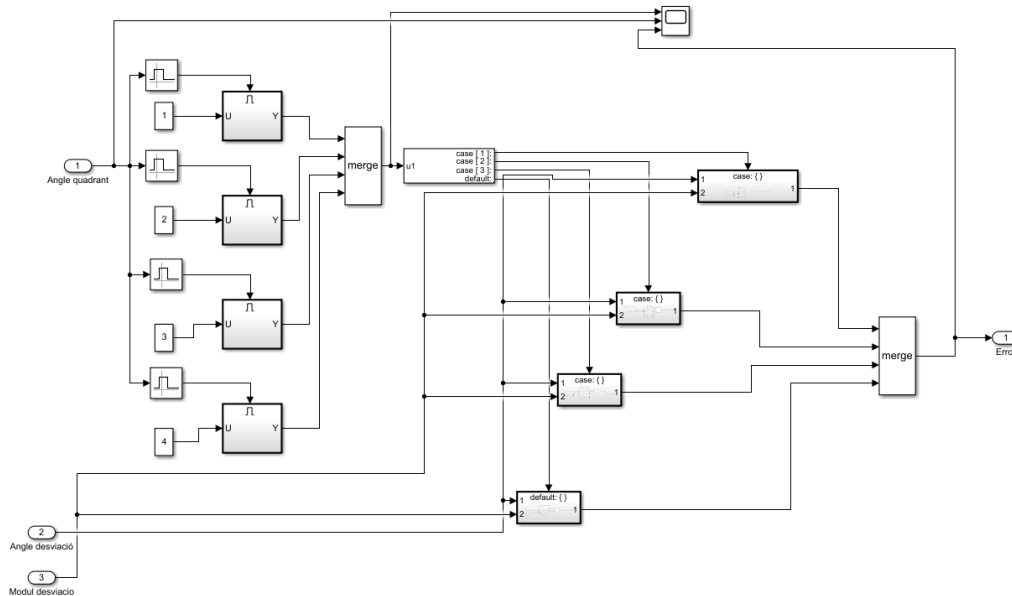 1
U
Y
1
Angle quadrant
merge
u1
case [ 1 ]:
case [ 2 ]:
case [ 3 ]:
default:
1
2
case: { }
1
2
U
Y
3
U
Y
4
U
Y
1
2
case: { }
1
1
2
case: { }
1
merge
1
Erro
1
2
default: { }
1
2
Angle desviació
3
Modul desviacio